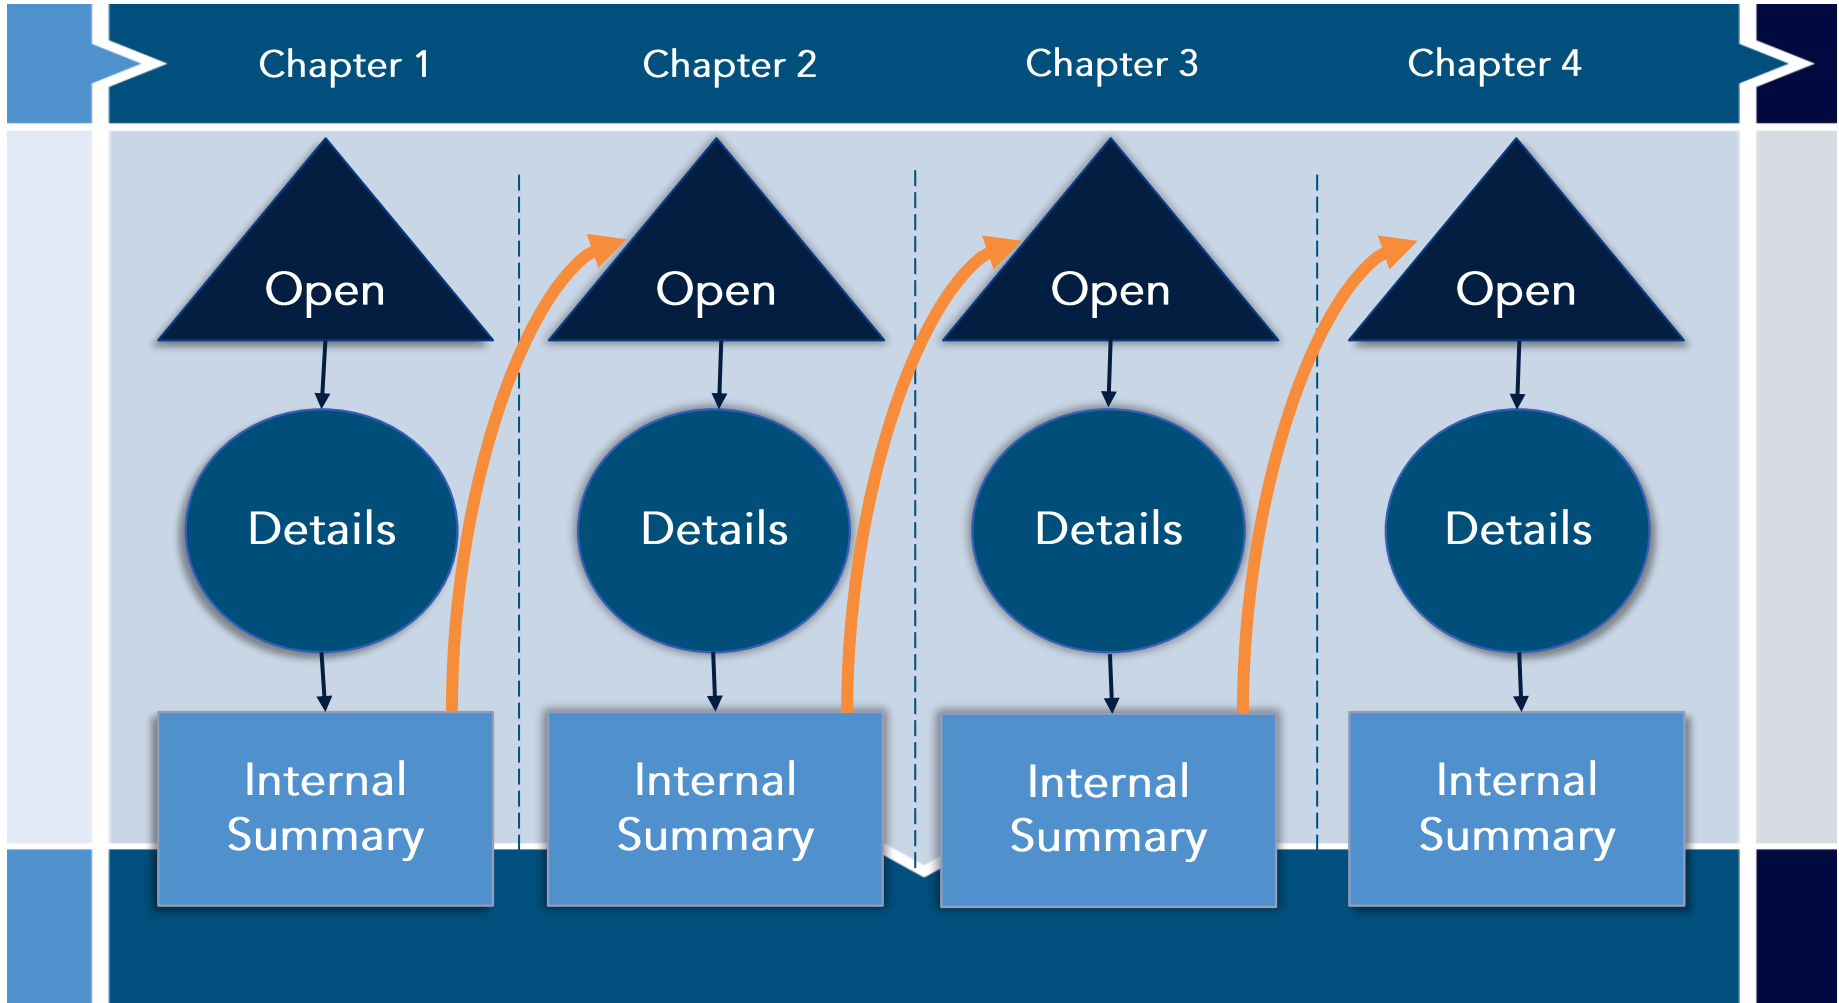 Chapter 1
Chapter 2
Chapter 3
Chapter 4
Open
Open
Open
Open
Details
Details
Details
Details
Internal
Summary
Internal
Summary
Internal
Summary
Internal
Summary